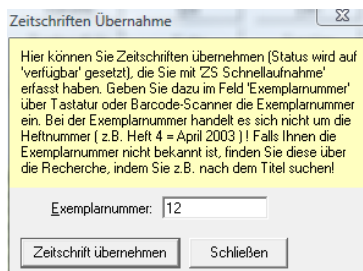 Zeitschriften Übernahme
Hier können Sie Zeitschriften übernehmen (Status wird auf
'verfügbar' gesetzt), die Sie mit 'ZS Schnellaufnahme'
erfasst haben. Geben Sie dazu im Feld 'Exemplarnummer'
über Tastatur oder Barcode-Scanner die Exemplarnummer
ein. Bei der Exemplarnummer handelt es sich nicht um die
Heftnummer ( z.B. Heft 4 = April 2003 ) ! Falls Ihnen die
Exemplarnummer nicht bekannt ist, finden Sie diese über
die Recherche, indem Sie z.B. nach dem Titel suchen!
Exemplarnummer: 12
Zeitschrift übernehmen Schließen